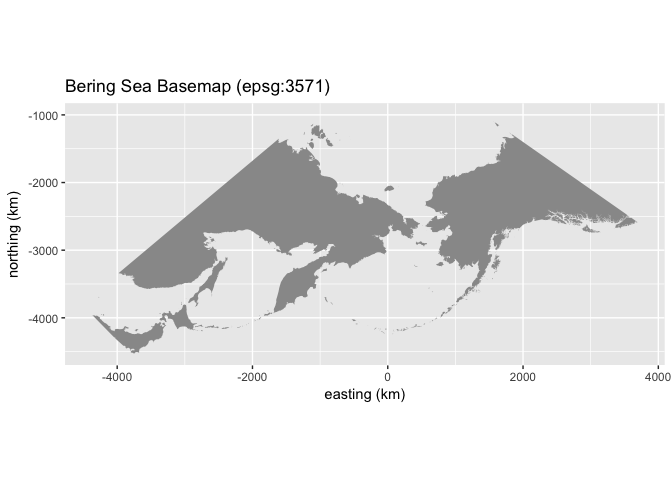 Bering Sea Basemap (epsg:3571)
-1000
-2000
-3000
-4000
northing (km)
-4000 -2000 0 2000 4000
easting (km)